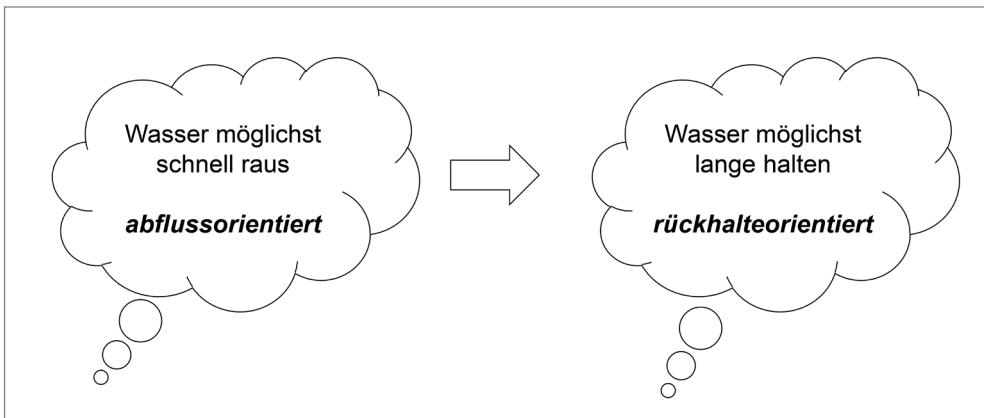 Wasser möglichst
schnell raus
abflussorientiert
Wasser möglichst
lange halten
rückhalteorientiert